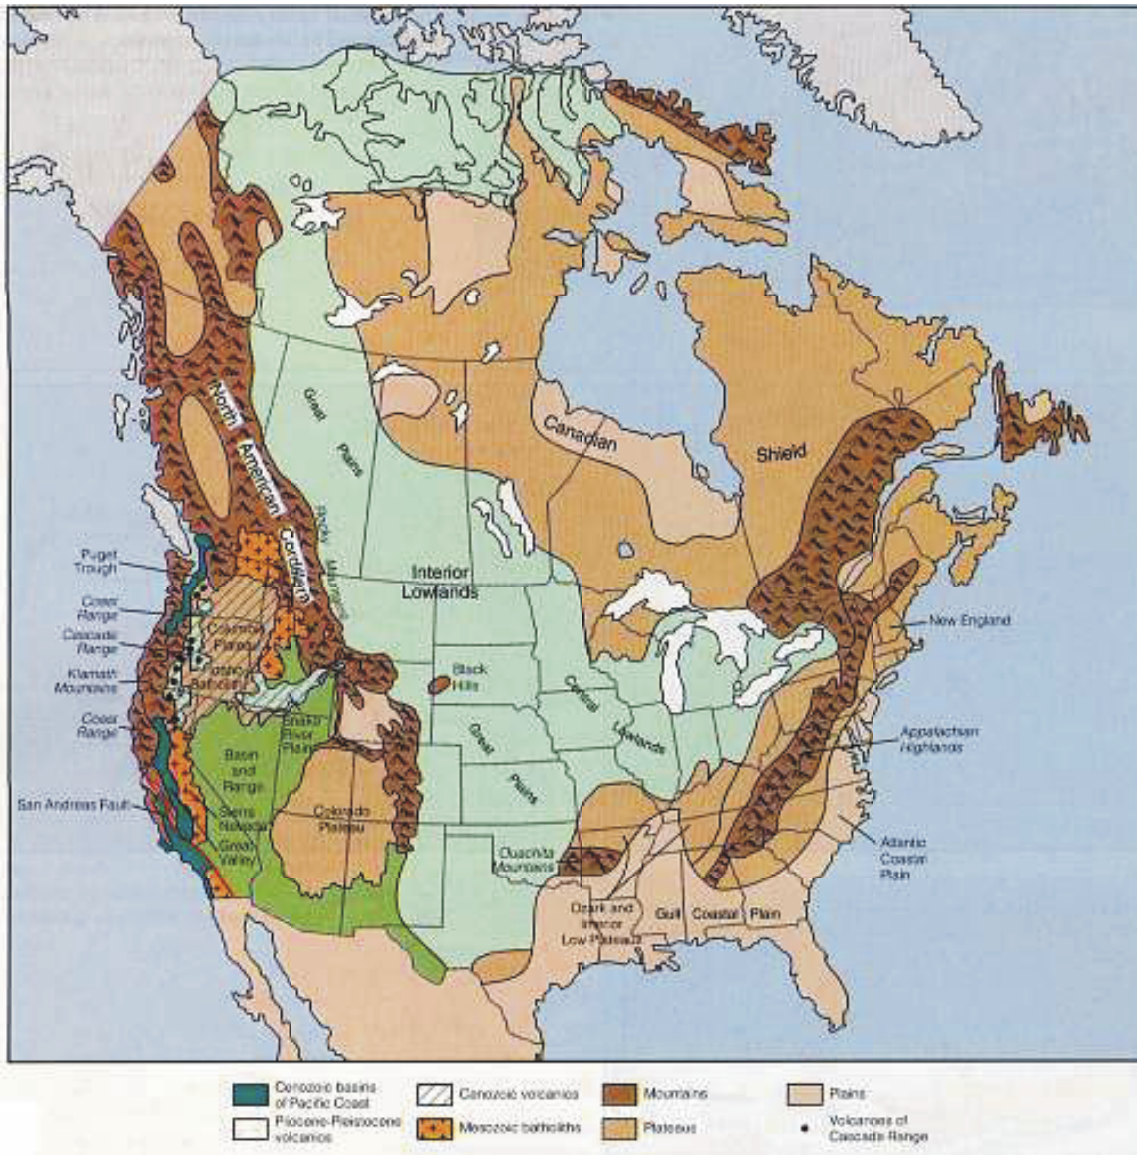 North
American
Cordillera
Great
Plains
Rocky Mountains
Canadian
Shield
Interior
Lowlands
Puget
Trough
Coast
Range
Cascade
Range
Klamath
Mountains
Coast
Range
San Andreas Fault
Columbia
Plateau
Idaho
Batholith
Snake
River
Plain
Basin
and
Range
Sierra
Nevada
Great
Valley
Colorado
Plateau
Black
Hills
Great
Plains
Central
Lowlands
New England
Appalachian
Highlands
Atlantic
Coastal
Plain
Ouachita
Mountains
Ozark and
Interior
Low Plateaus
Gulf Coastal Plain
Cenozoic basins
of Pacific Coast
Pliocene-Pleistocene
volcanics
Cenozoic volcanics
Mesozoic batholiths
Mountains
Plateaus
Plains
Volcanoes of
Cascade Range